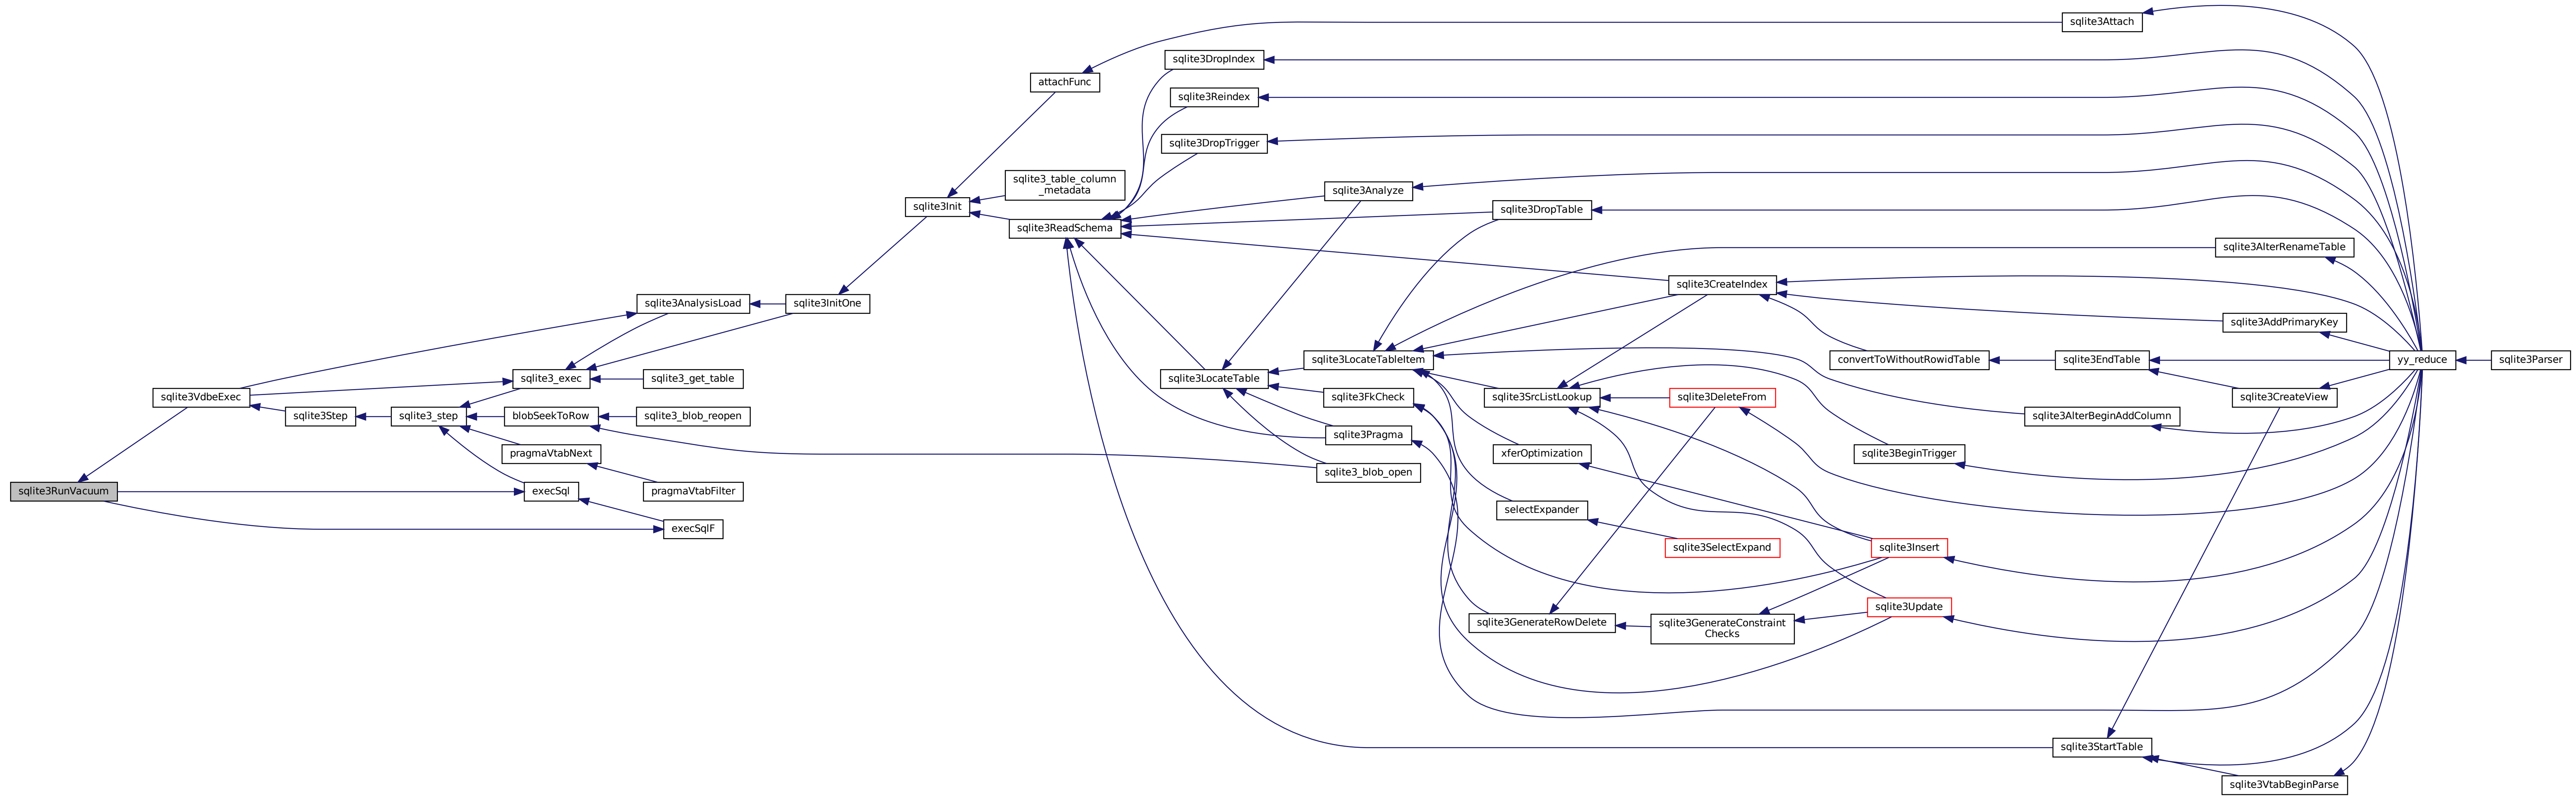 sqlite3RunVacuum
sqlite3VdbeExec
sqlite3Step
sqlite3_step
sqlite3_exec
sqlite3AnalysisLoad
sqlite3InitOne
sqlite3_get_table
blobSeekToRow
sqlite3_blob_reopen
pragmaVtabNext
pragmaVtabFilter
execSql
execSqlF
sqlite3Init
attachFunc
sqlite3_table_column
_metadata
sqlite3ReadSchema
sqlite3DropIndex
sqlite3Reindex
sqlite3DropTrigger
sqlite3LocateTable
sqlite3Analyze
sqlite3LocateTableItem
sqlite3FkCheck
sqlite3Pragma
sqlite3_blob_open
sqlite3DropTable
sqlite3SrcListLookup
xferOptimization
selectExpander
sqlite3GenerateRowDelete
sqlite3CreateIndex
sqlite3DeleteFrom
sqlite3SelectExpand
sqlite3GenerateConstraint
Checks
convertToWithoutRowidTable
sqlite3BeginTrigger
sqlite3Insert
sqlite3Update
sqlite3Attach
sqlite3EndTable
sqlite3AlterBeginAddColumn
sqlite3StartTable
sqlite3AlterRenameTable
sqlite3AddPrimaryKey
sqlite3CreateView
sqlite3VtabBeginParse
yy_reduce
sqlite3Parser